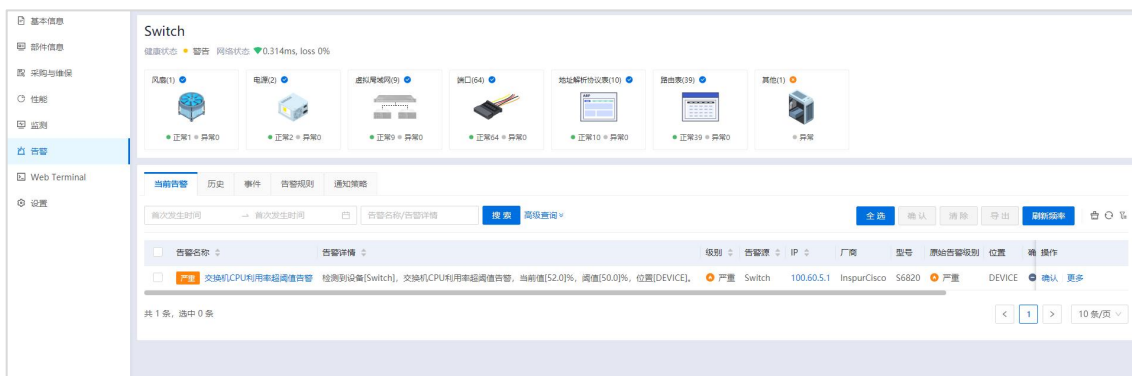 基本信息
部件信息
采购与维保
性能
监测
告警
Web Terminal
设置
Switch
健康状态 警告 网络状态 0.314ms, loss 0%
风扇(1) 电源(2) 虚拟局域网(9) 端口(64) 地址解析协议表(10) 路由表(39) 其他(1)
正常1 异常0 正常2 异常0 正常9 异常0 正常64 异常0 正常10 异常0 正常39 异常0 异常
当前告警 历史 事件 告警规则 通知策略
首次发生时间 → 首次发生时间 告警名称/告警详情 搜索 高级查询 全选 确认 清除 导出 刷新频率
告警名称 告警详情 级别 告警源 IP 厂商 型号 原始告警级别 位置 确 操作
严重 交换机CPU利用率超阈值告警 检测到设备[Switch],交换机CPU利用率超阈值告警,当前值[52.0]%,阈值[50.0]%,位置[DEVICE]。 严重 Switch 100.60.5.1 InspurCisco S6820 严重 DEVICE 确认 更多
共 1 条,选中 0 条 < 1 > 10 条/页